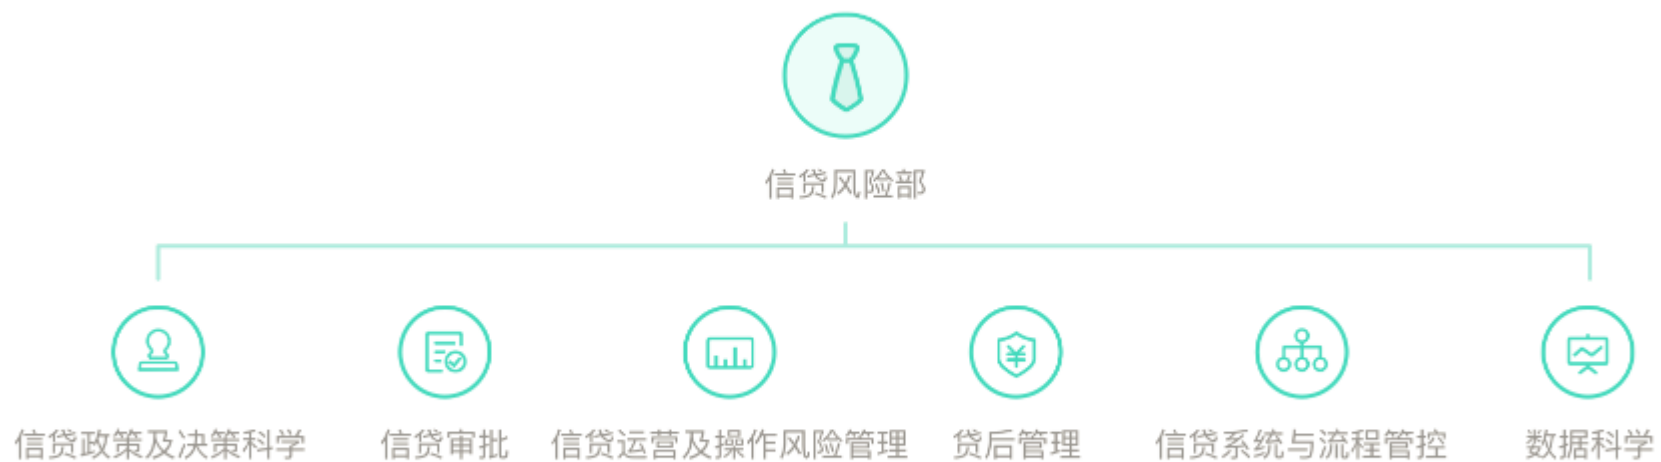 信贷风险部
信贷政策及决策科学
信贷审批
信贷运营及操作风险管理
贷后管理
信贷系统与流程管控
数据科学